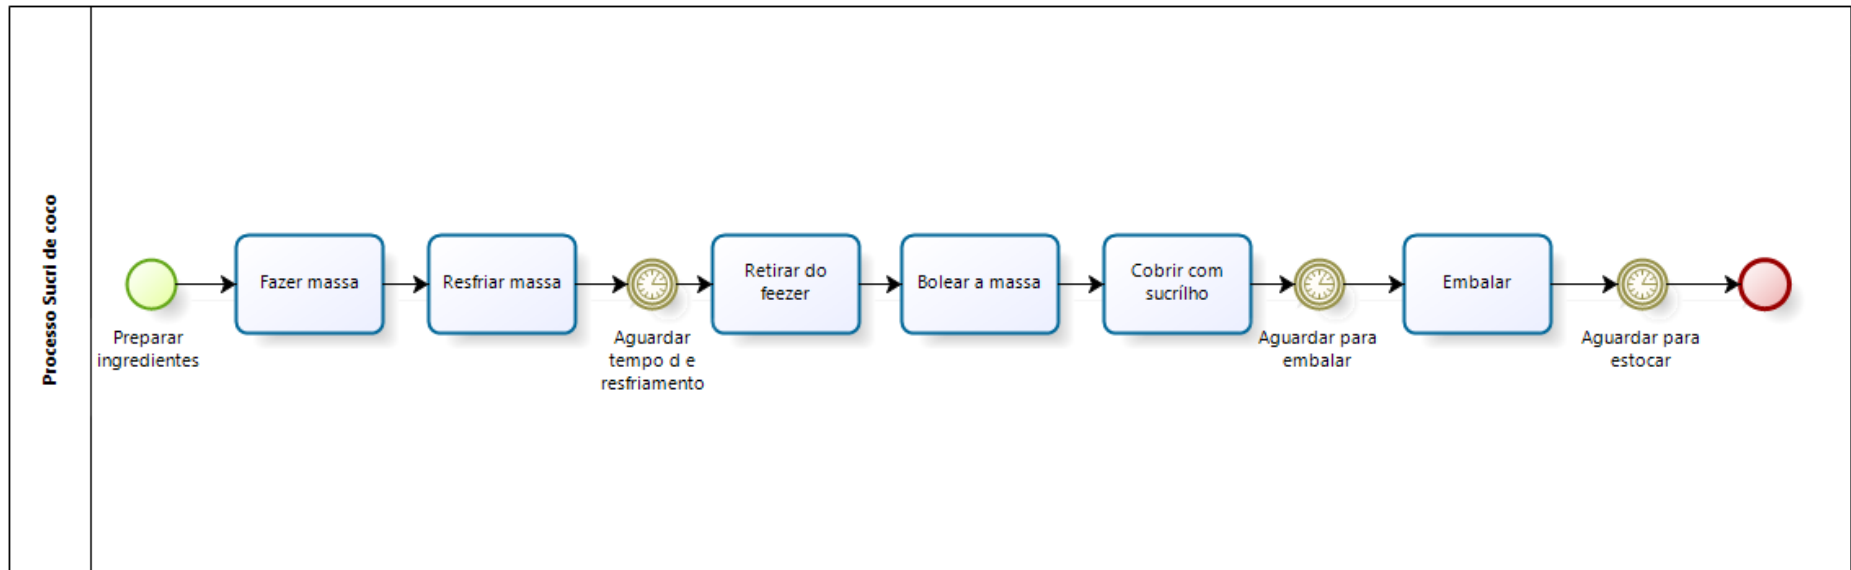 Processo Sucri de coco
Preparar
ingredientes
Fazer massa
Resfriar massa
Aguardar
tempo d e
resfriamento
Retirar do
feezer
Bolear a massa
Cobrir com
sucrílho
Aguardar para
embalar
Embalar
Aguardar para
estocar